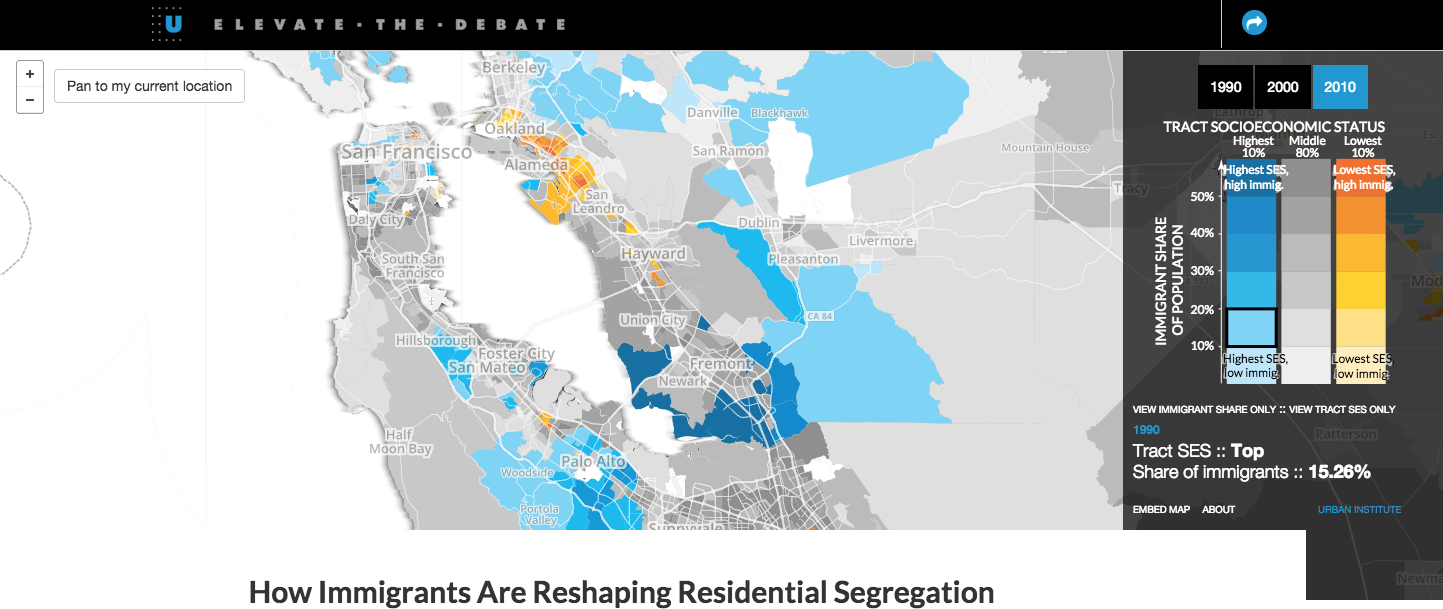 U ELEVATE · THE · DEBATE
+
−
Pan to my current location
Berkeley
Oakland
Danville
Blackhawk
San Francisco
Alameda
San Ramon
Mountain House
Tracy
San
Leandro
Daly City
Dublin
Livermore
Hayward
Pleasanton
South San
Francisco
Union City
CA 84
Hillsborough
Foster City
San Mateo
Fremont
Newark
Half
Moon Bay
Palo Alto
Woodside
Portola
Valley
Sunnyvale
1990 2000 2010
Lathrop
TRACT SOCIOECONOMIC STATUS
Highest
10%
Middle
80%
Lowest
10%
Highest SES,
high immig.
Lowest SES,
high immig.
50%
40%
30%
20%
10%
IMMIGRANT SHARE
OF POPULATION
Highest SES,
low immig.
Lowest SES,
low immig.
VIEW IMMIGRANT SHARE ONLY :: VIEW TRACT SES ONLY
1990
Patterson
Tract SES :: Top
Share of immigrants :: 15.26%
EMBED MAP ABOUT URBAN INSTITUTE
How Immigrants Are Reshaping Residential Segregation